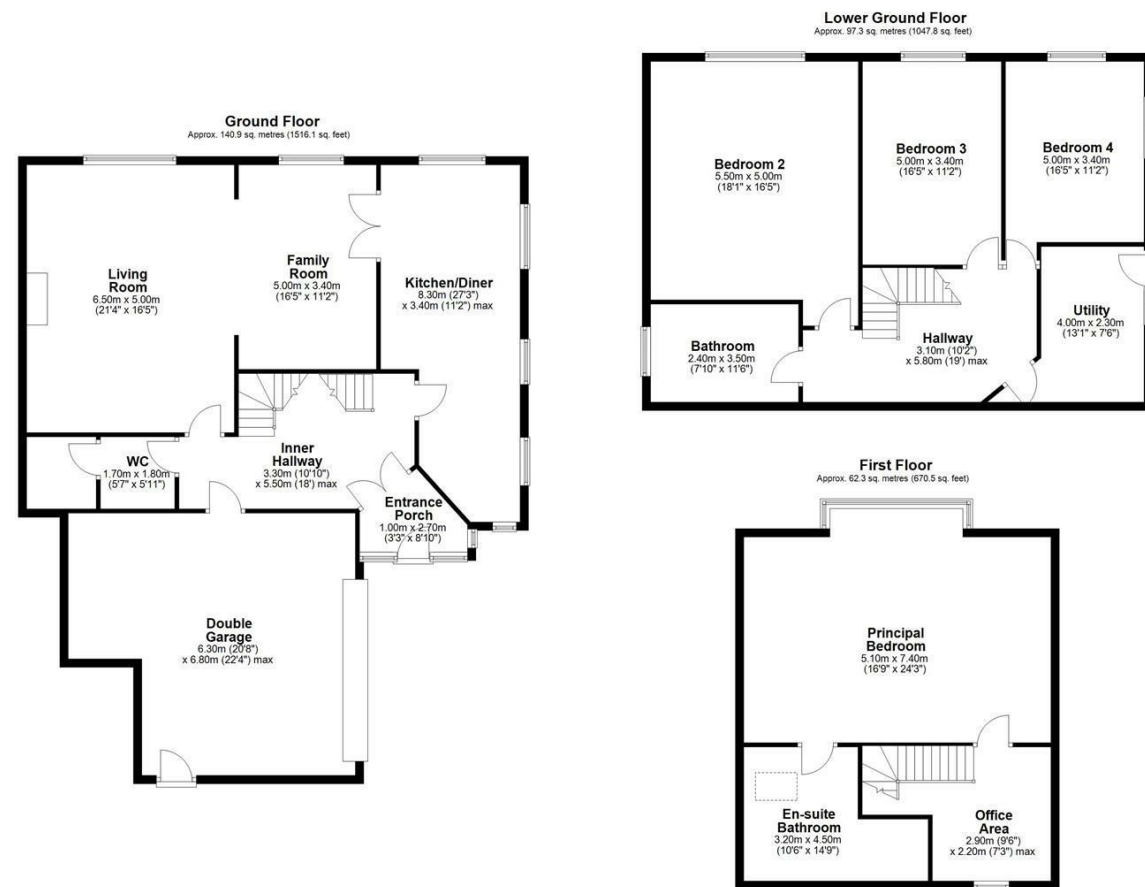 Ground Floor
Approx. 140.9 sq. metres (1516.1 sq. feet)
Living
Room
6.50m x 5.00m
(21'4" x 16'5")
Family
Room
5.00m x 3.40m
(16'5" x 11'2")
Kitchen/Diner
8.30m (27'3")
x 3.40m (11'2") max
WC
1.70m x 1.80m
(5'7" x 5'11")
Inner
Hallway
3.30m (10'10")
x 5.50m (18') max
Entrance
Porch
1.00m x 2.70m
(3'3" x 8'10")
Double
Garage
6.30m (20'8")
x 6.80m (22'4") max
Lower Ground Floor
Approx. 97.3 sq. metres (1047.8 sq. feet)
Bedroom 2
5.50m x 5.00m
(18'1" x 16'5")
Bedroom 3
5.00m x 3.40m
(16'5" x 11'2")
Bedroom 4
5.00m x 3.40m
(16'5" x 11'2")
Bathroom
2.40m x 3.50m
(7'10" x 11'6")
Hallway
3.10m (10'2")
x 5.80m (19') max
Utility
4.00m x 2.30m
(13'1" x 7'6")
First Floor
Approx. 62.3 sq. metres (670.5 sq. feet)
Principal
Bedroom
5.10m x 7.40m
(16'9" x 24'3")
En-suite
Bathroom
3.20m x 4.50m
(10'6" x 14'9")
Office
Area
2.90m (9'6")
x 2.20m (7'3") max